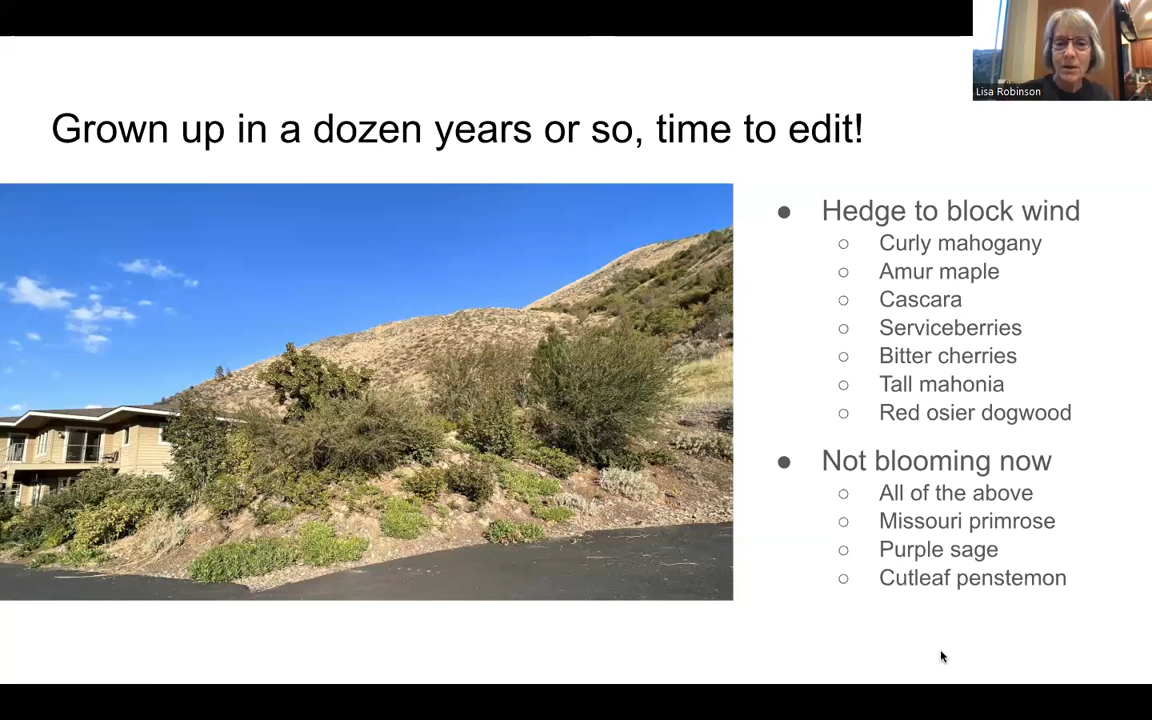 Lisa Robinson
Grown up in a dozen years or so, time to edit!
● Hedge to block wind
○ Curly mahogany
○ Amur maple
○ Cascara
○ Serviceberries
○ Bitter cherries
○ Tall mahonia
○ Red osier dogwood
● Not blooming now
○ All of the above
○ Missouri primrose
○ Purple sage
○ Cutleaf penstemon